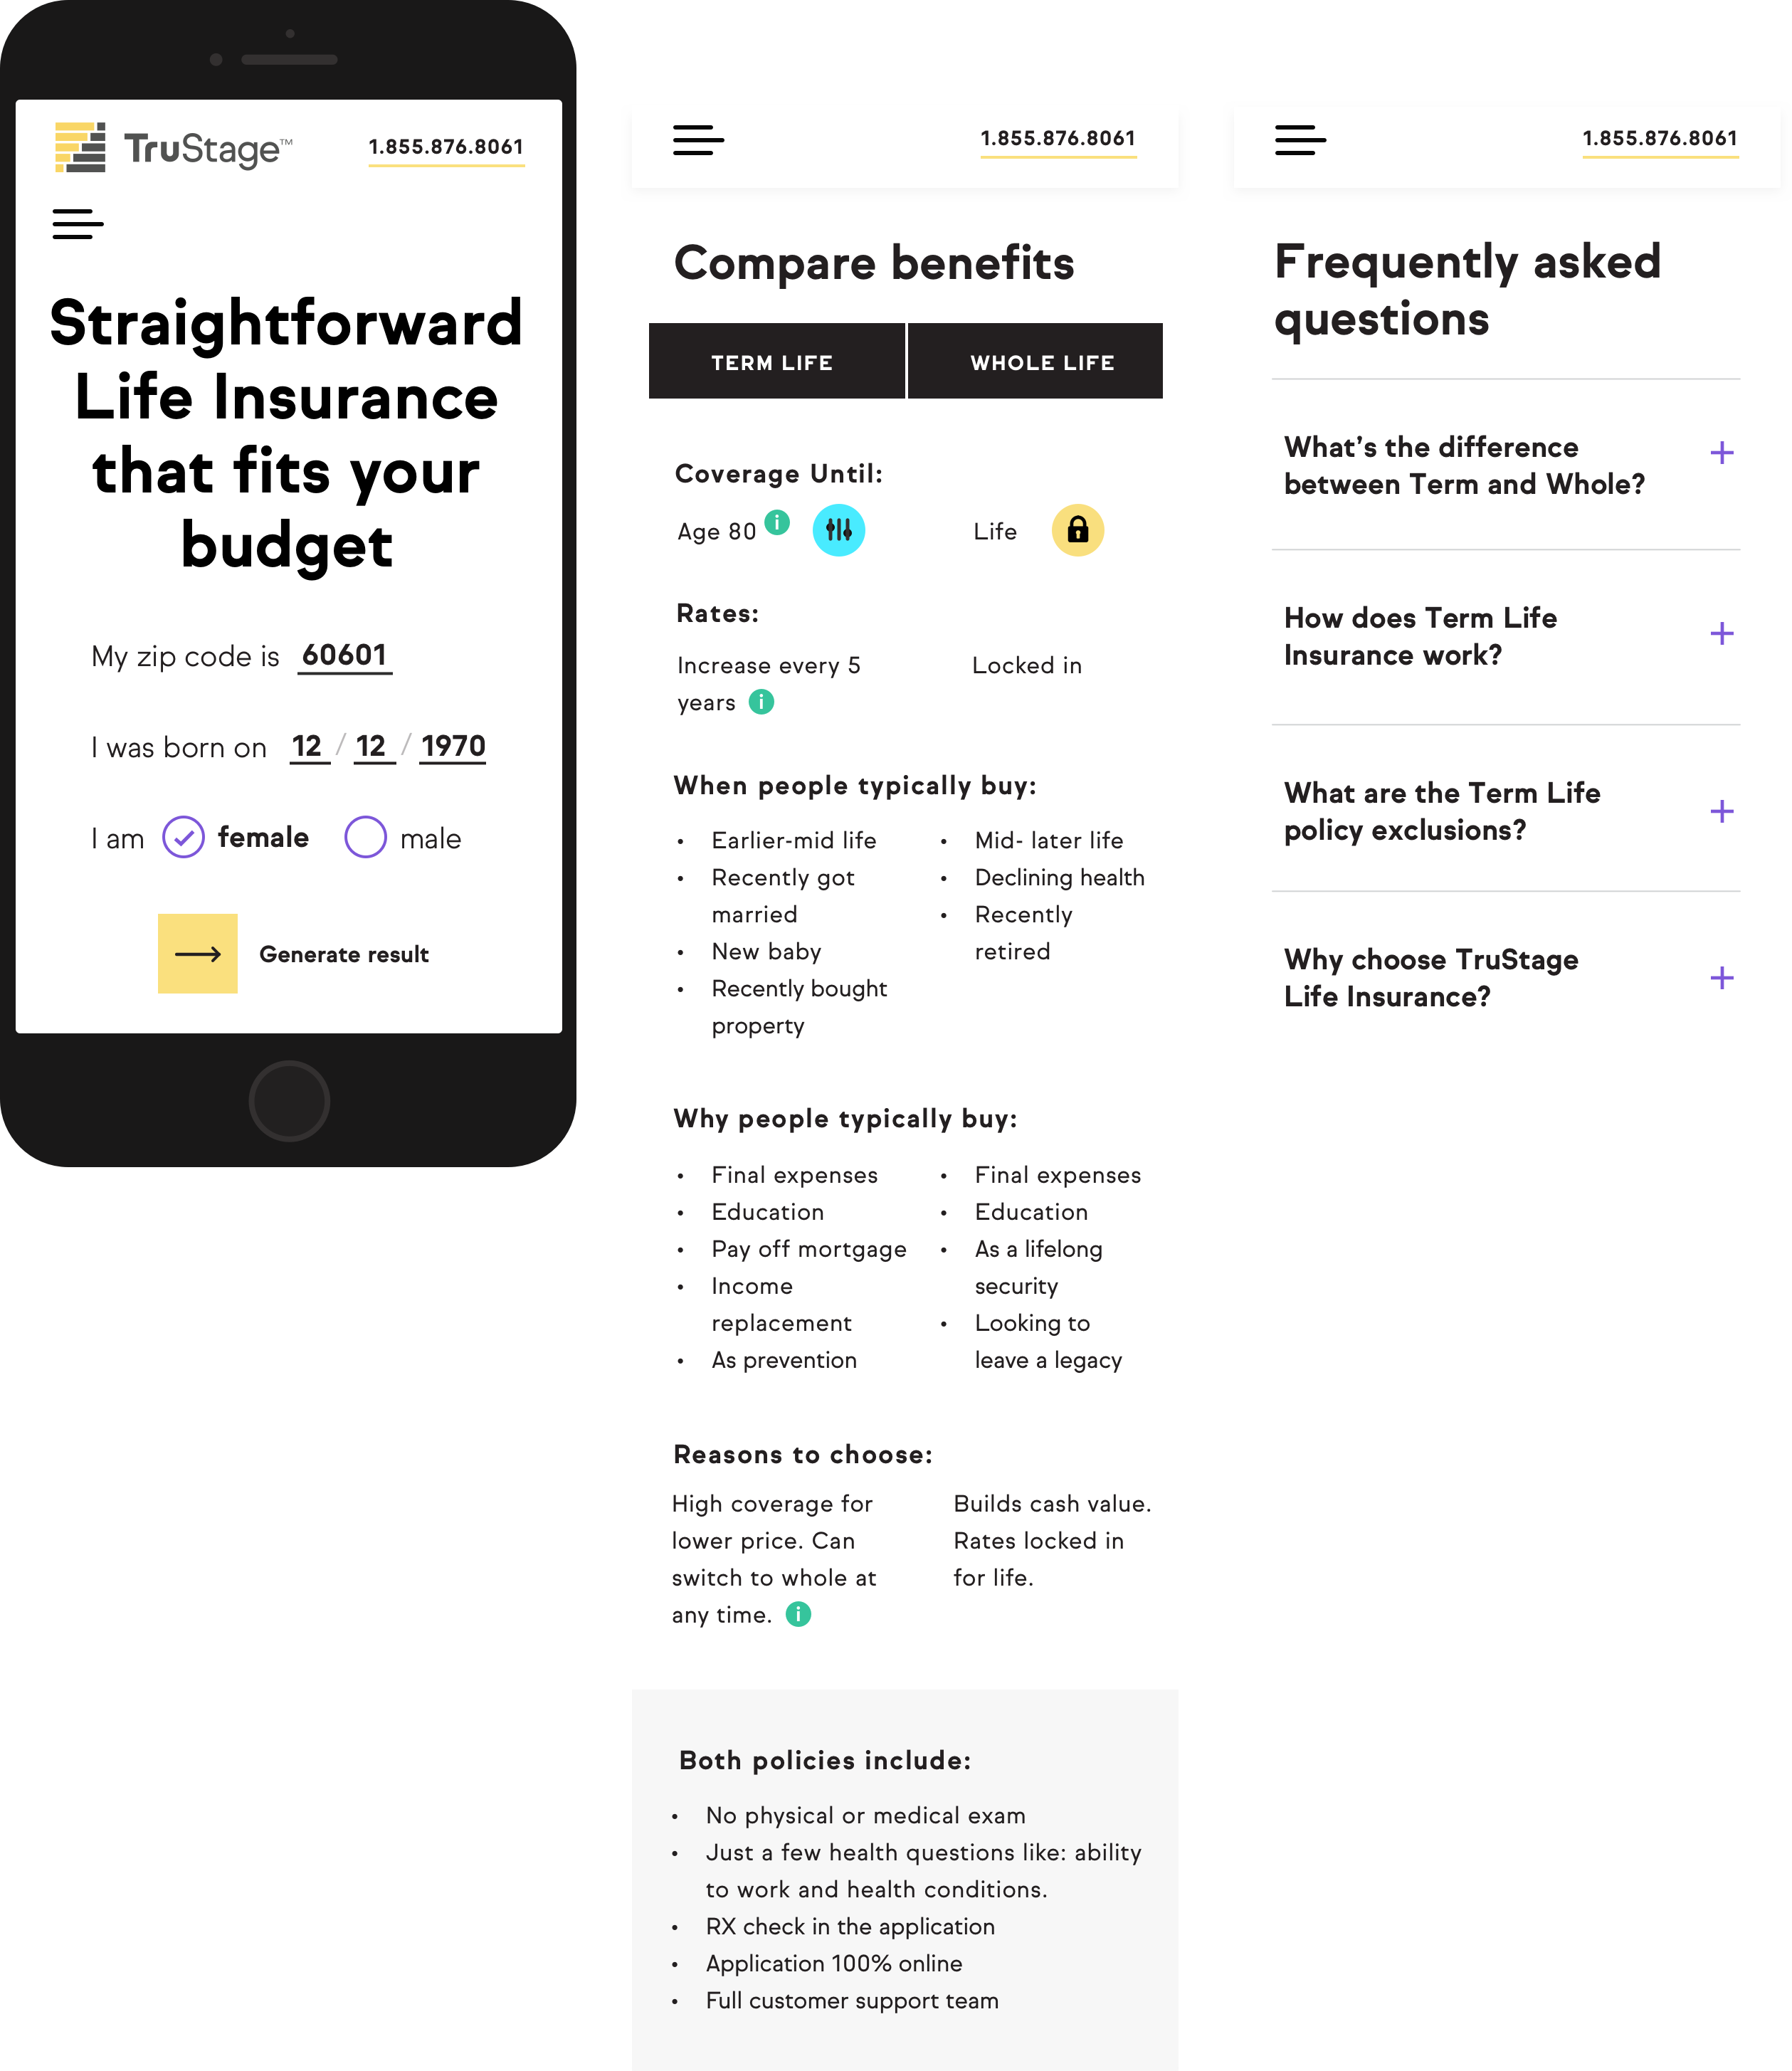 TruStage™
1.855.876.8061
Straightforward
Life Insurance
that fits your
budget
My zip code is 60601
I was born on 12 / 12 / 1970
I am female male
Generate result
1.855.876.8061
Compare benefits
TERM LIFE WHOLE LIFE
Coverage Until:
Age 80 i Life
Rates:
Increase every 5
years i
Locked in
When people typically buy:
• Earlier-mid life
• Recently got
married
• New baby
• Recently bought
property
• Mid- later life
• Declining health
• Recently
retired
Why people typically buy:
• Final expenses
• Education
• Pay off mortgage
• Income
replacement
• As prevention
• Final expenses
• Education
• As a lifelong
security
• Looking to
leave a legacy
Reasons to choose:
High coverage for
lower price. Can
switch to whole at
any time. i
Builds cash value.
Rates locked in
for life.
Both policies include:
• No physical or medical exam
• Just a few health questions like: ability
to work and health conditions.
• RX check in the application
• Application 100% online
• Full customer support team
1.855.876.8061
Frequently asked
questions
What’s the difference
between Term and Whole?
+
How does Term Life
Insurance work?
+
What are the Term Life
policy exclusions?
+
Why choose TruStage
Life Insurance?
+